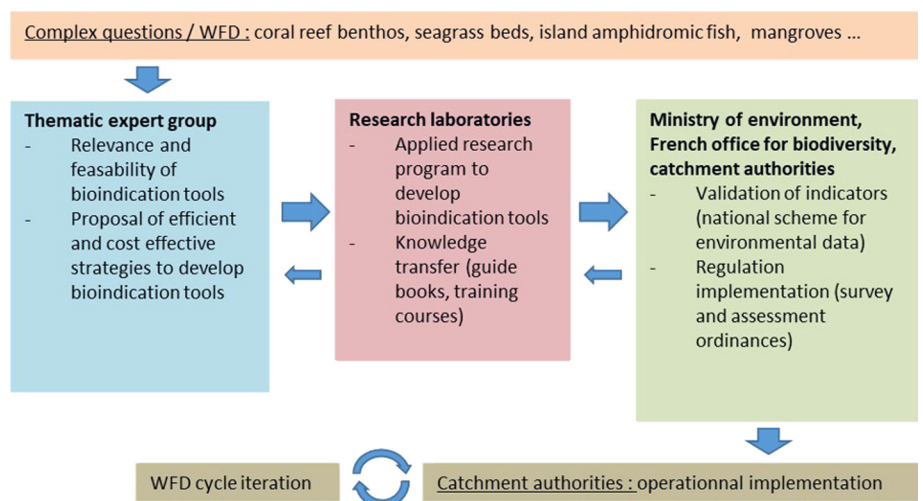 Complex questions / WFD : coral reef benthos, seagrass beds, island amphidromic fish, mangroves ...
Thematic expert group
- Relevance and
feasability of
bioindication tools
- Proposal of efficient
and cost effective
strategies to develop
bioindication tools
Research laboratories
- Applied research
program to
develop
bioindication tools
- Knowledge
transfer (guide
books, training
courses)
Ministry of environment,
French office for biodiversity,
catchment authorities
- Validation of indicators
(national scheme for
environmental data)
- Regulation
implementation (survey
and assessment
ordinances)
WFD cycle iteration
Catchment authorities : operationnal implementation